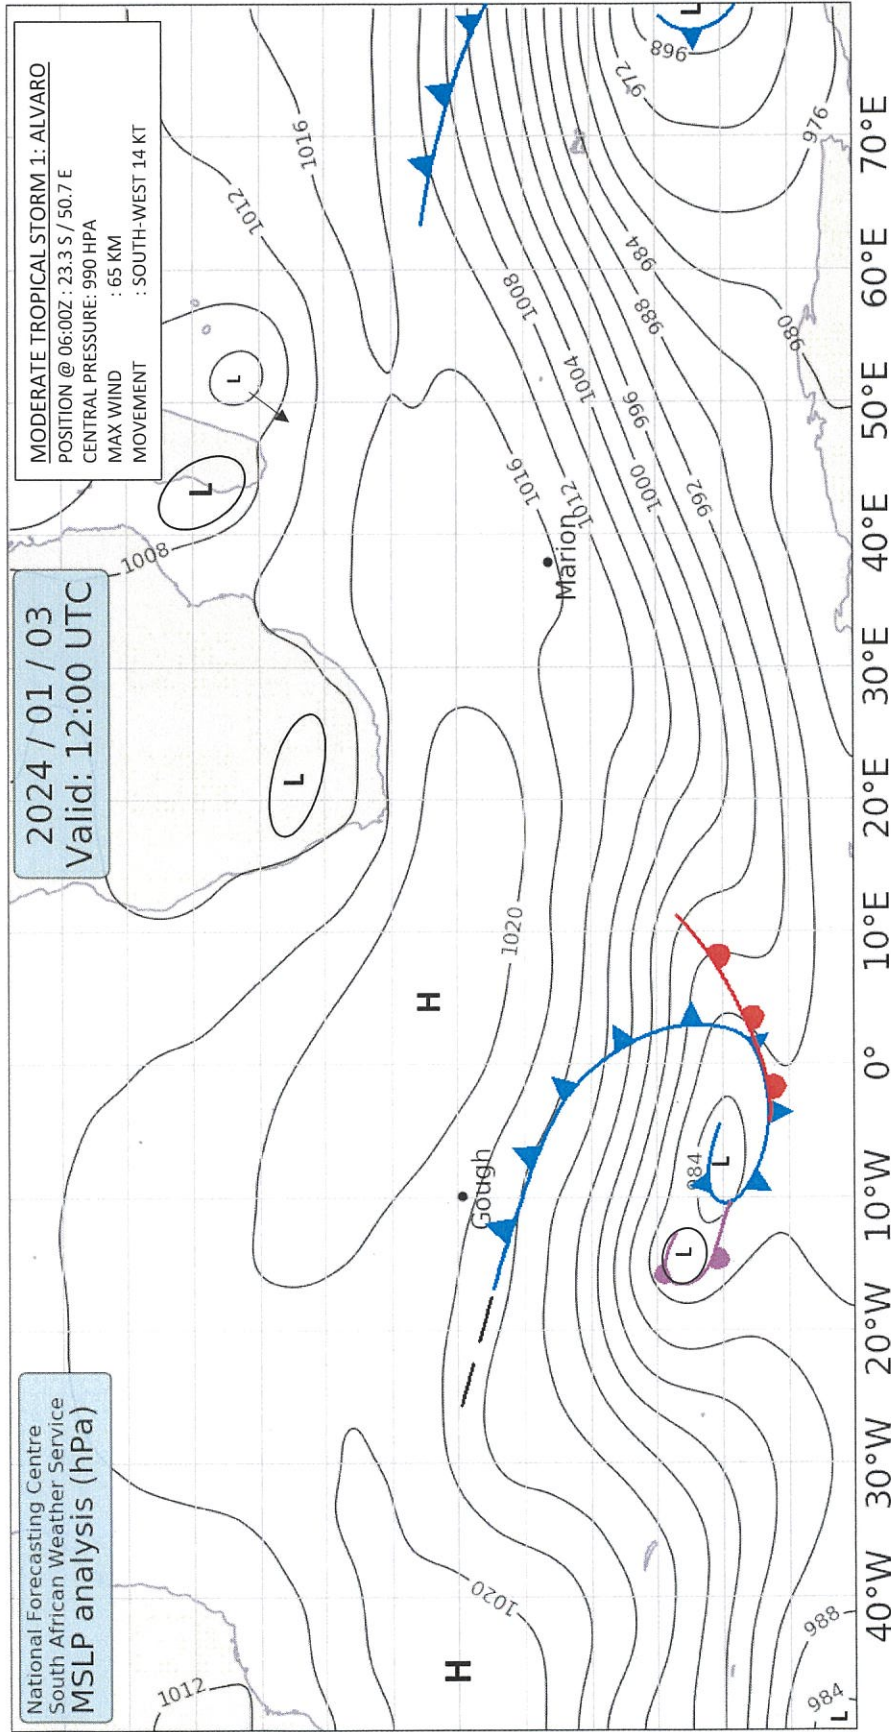 National Forecasting Centre
South African Weather Service
MSLP analysis (hPa)
2024 / 01 / 03
Valid: 12:00 UTC
MODERATE TROPICAL STORM 1: ALVARO
POSITION @ 06:00Z : 23.3 S / 50.7 E
CENTRAL PRESSURE: 990 HPA
MAX WIND : 65 KM
MOVEMENT : SOUTH-WEST 14 KT
1012
1008
1012
1016
L
L
L
H
H
1020
1020
Gough
Marion
1016
1012
1008
1004
1000
996
992
988
984
980
976
972
968
L
984
L
L
988
984
L
40°W
30°W
20°W
10°W
0°
10°E
20°E
30°E
40°E
50°E
60°E
70°E